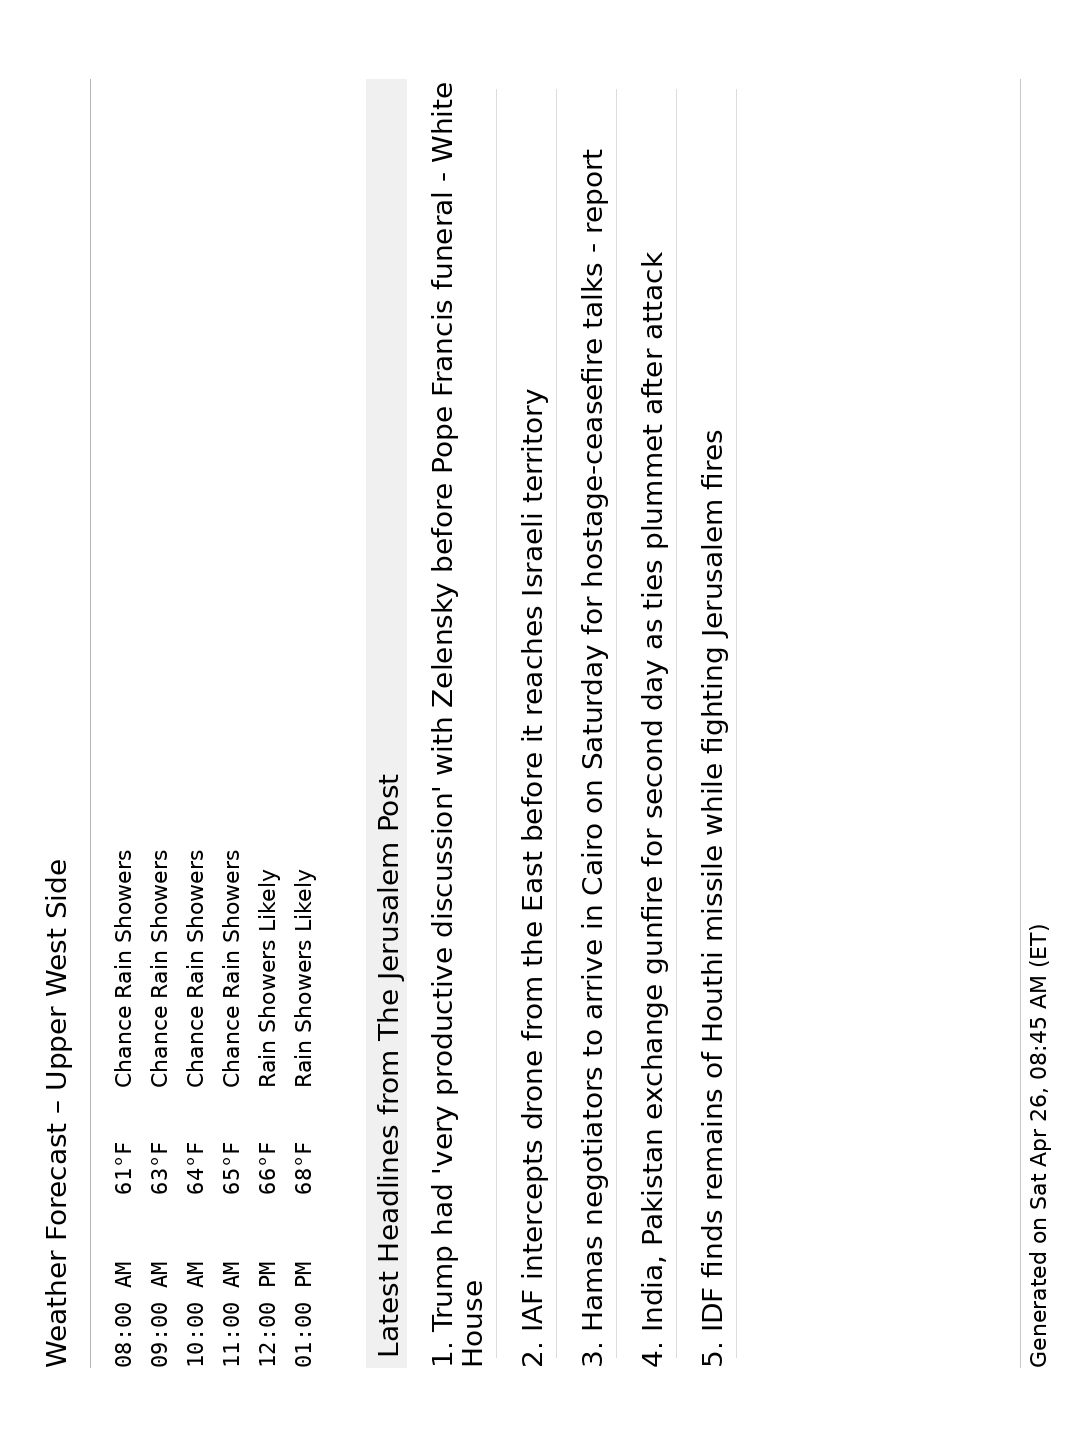 Weather Forecast – Upper West Side
08:00 AM 61°F Chance Rain Showers
09:00 AM 63°F Chance Rain Showers
10:00 AM 64°F Chance Rain Showers
11:00 AM 65°F Chance Rain Showers
12:00 PM 66°F Rain Showers Likely
01:00 PM 68°F Rain Showers Likely
Latest Headlines from The Jerusalem Post
1. Trump had 'very productive discussion' with Zelensky before Pope Francis funeral - White
House
2. IAF intercepts drone from the East before it reaches Israeli territory
3. Hamas negotiators to arrive in Cairo on Saturday for hostage-ceasefire talks - report
4. India, Pakistan exchange gunfire for second day as ties plummet after attack
5. IDF finds remains of Houthi missile while fighting Jerusalem fires
Generated on Sat Apr 26, 08:45 AM (ET)